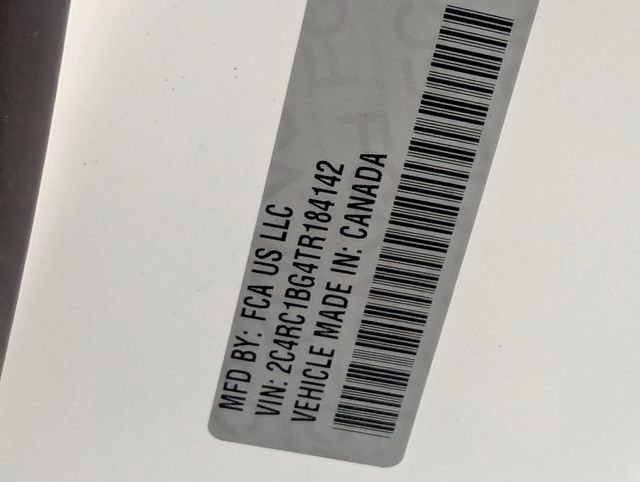 MFD BY: FCA US LLC
VIN: 2C4RC1BG4TR184142
VEHICLE MADE IN: CANADA